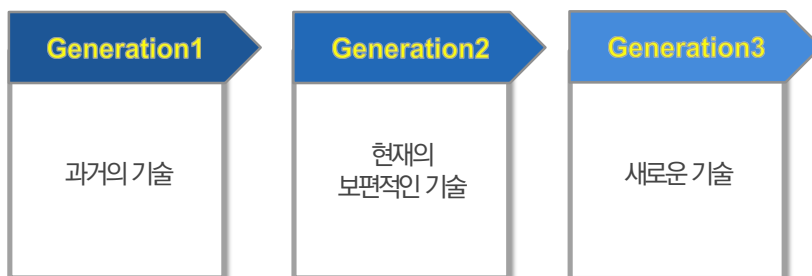 Generation1
과거의 기술
Generation2
현재의
보편적인 기술
Generation3
새로운 기술